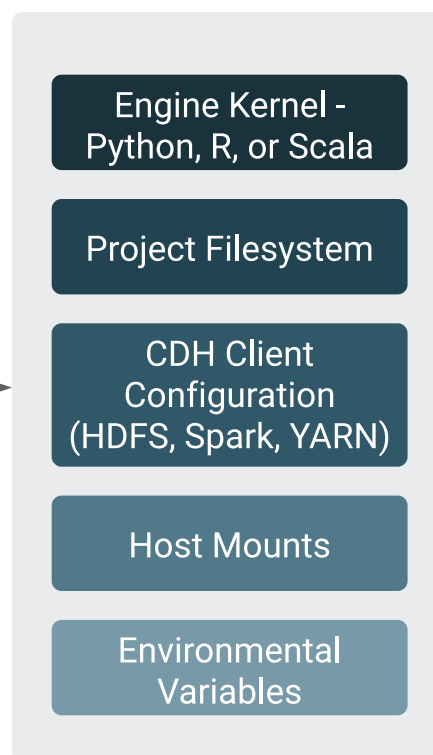 Engine Kernel -
Python, R, or Scala
Project Filesystem
CDH Client
Configuration
(HDFS, Spark, YARN)
Host Mounts
Environmental
Variables